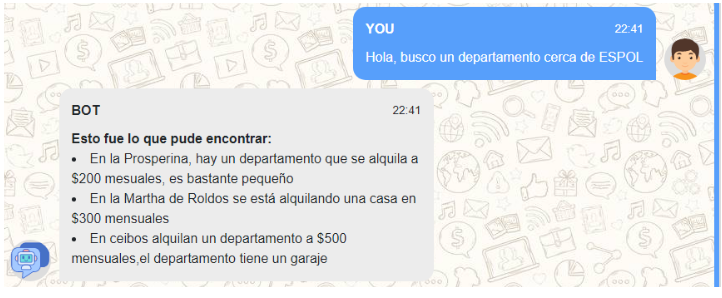 YOU 22:41
Hola, busco un departamento cerca de ESPOL
BOT 22:41
Esto fue lo que pude encontrar:
• En la Prosperina, hay un departamento que se alquila a
$200 mesuales, es bastante pequeño
• En la Martha de Roldos se está alquilando una casa en
$300 mensuales
• En ceibos alquilan un departamento a $500
mensuales,el departamento tiene un garaje